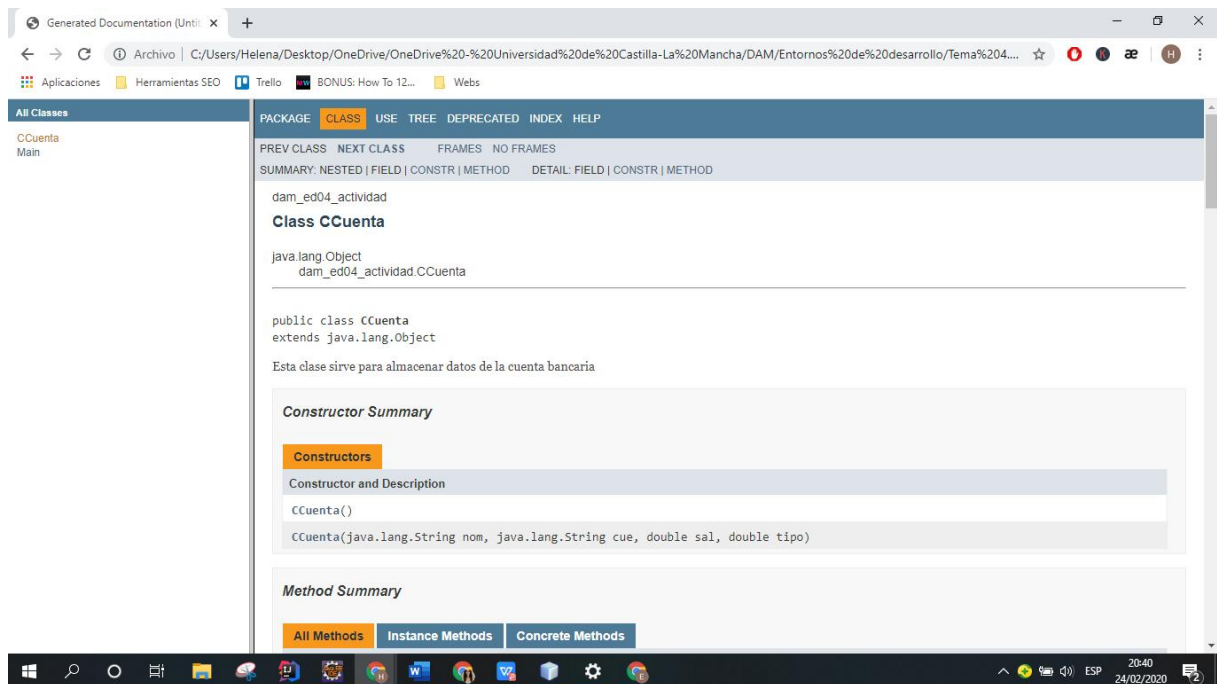 Generated Documentation (Untit
Archivo | C:/Users/Helena/Desktop/OneDrive/OneDrive%20-%20Universidad%20de%20Castilla-La%20Mancha/DAM/Entornos%20de%20desarrollo/Tema%204....
Aplicaciones Herramientas SEO Trello BONUS: How To 12... Webs
All Classes
CCuenta
Main
PACKAGE CLASS USE TREE DEPRECATED INDEX HELP
PREV CLASS NEXT CLASS FRAMES NO FRAMES
SUMMARY: NESTED | FIELD | CONSTR | METHOD DETAIL: FIELD | CONSTR | METHOD
dam_ed04_actividad
Class CCuenta
java.lang.Object
dam_ed04_actividad.CCuenta
public class CCuenta
extends java.lang.Object
Esta clase sirve para almacenar datos de la cuenta bancaria
Constructor Summary
Constructors
Constructor and Description
CCuenta()
CCuenta(java.lang.String nom, java.lang.String cue, double sal, double tipo)
Method Summary
All Methods Instance Methods Concrete Methods
ESP
20:40
24/02/2020